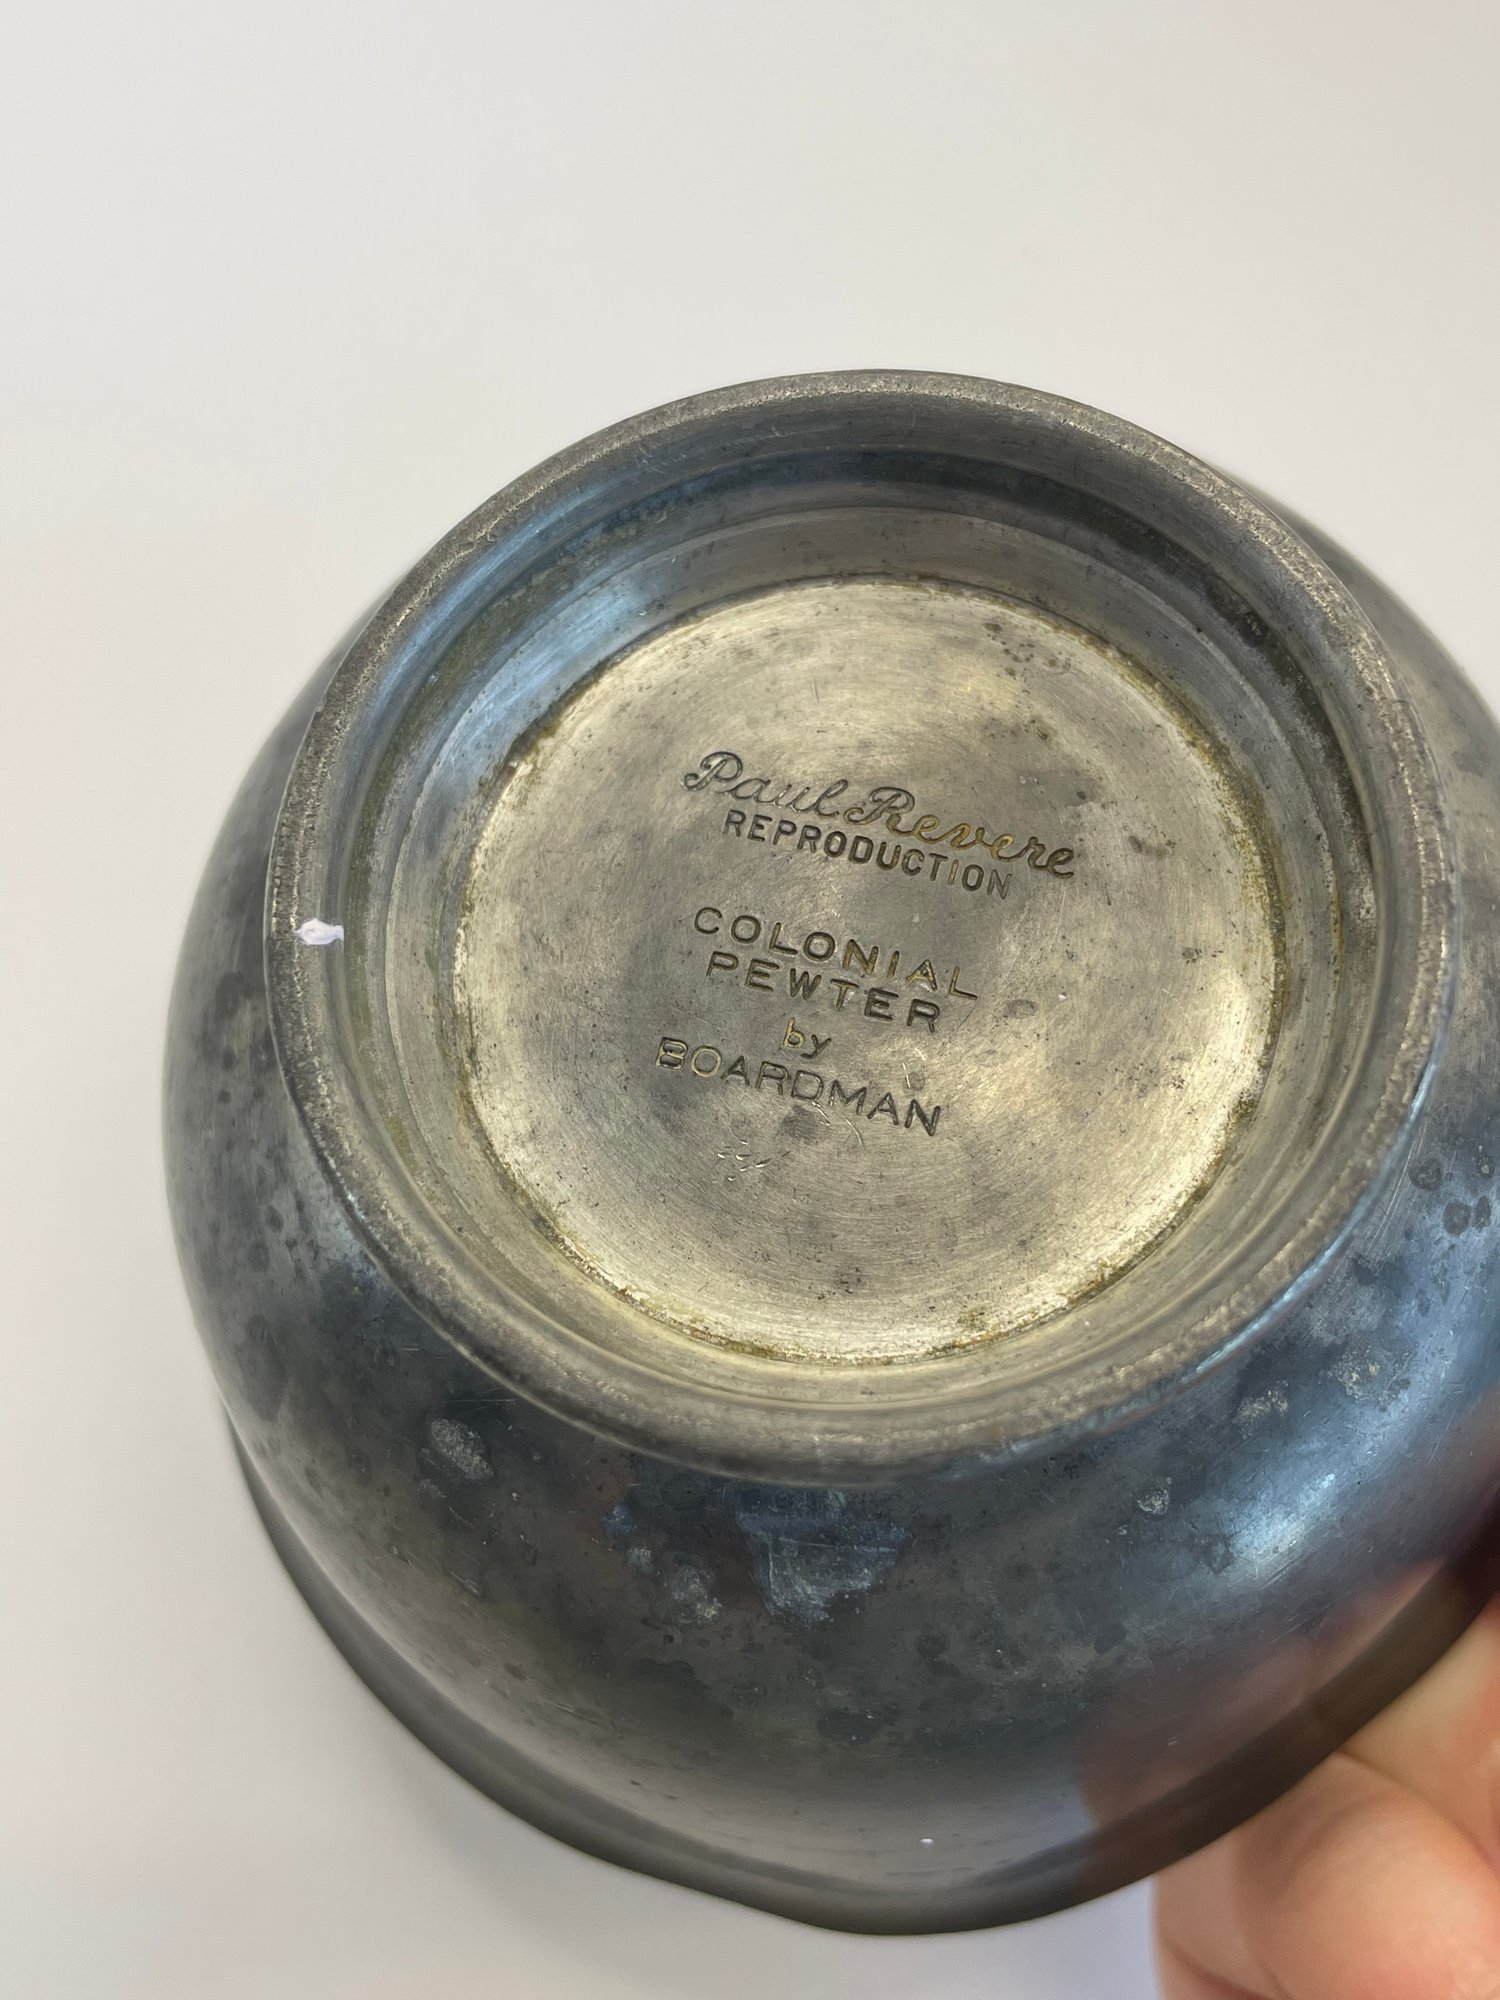 Paul Revere
REPRODUCTION
COLONIAL
PEWTER
by
BOARDMAN